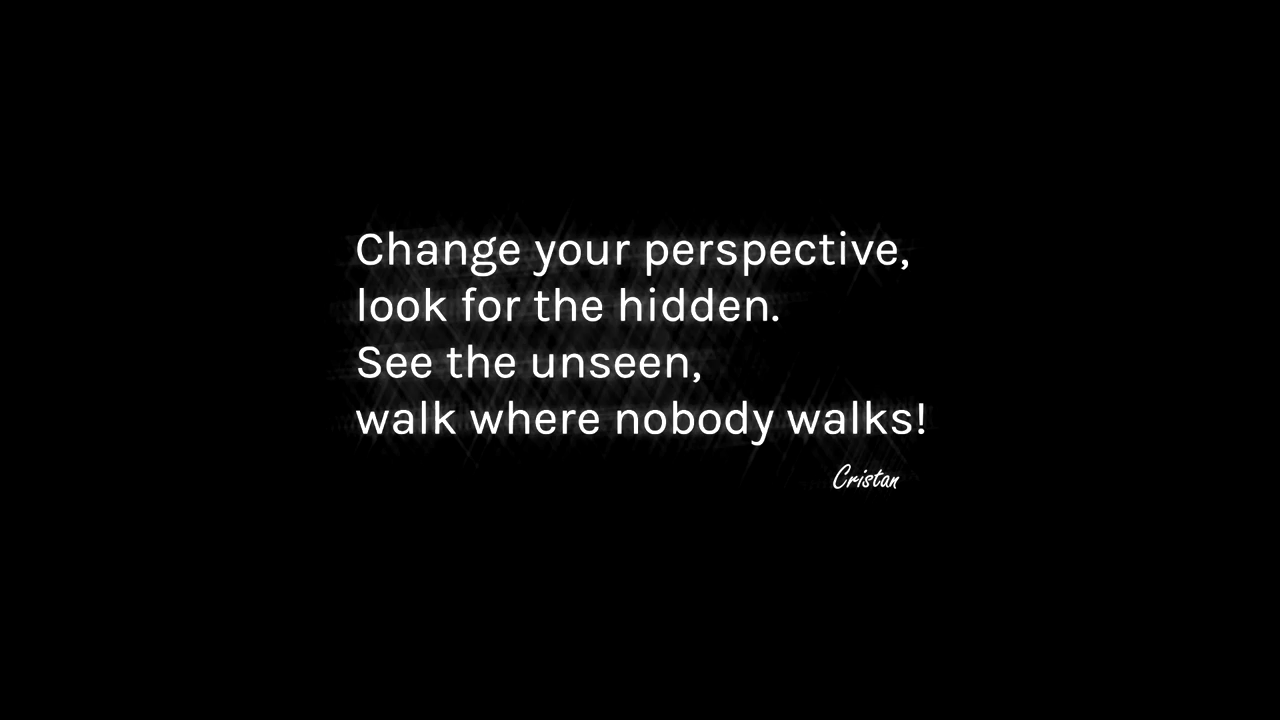 Change your perspective,
look for the hidden.
See the unseen,
walk where nobody walks!
Cristan